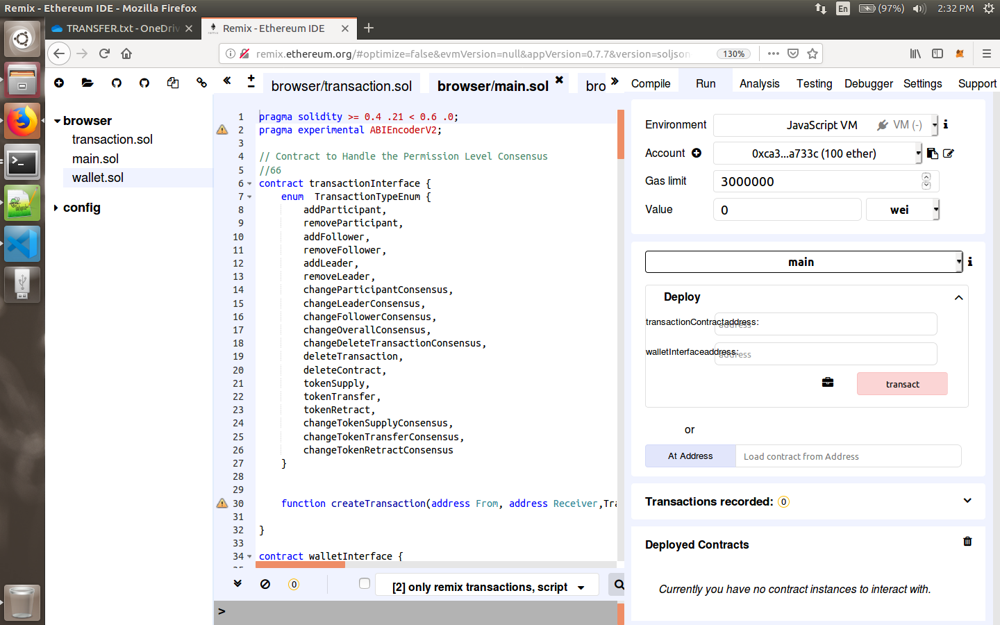 Remix - Ethereum IDE - Mozilla Firefox
En
(97%)
2:32 PM
TRANSFER.txt - OneDriv
Remix - Ethereum IDE
remix.ethereum.org/#optimize=false&evmVersion=null&appVersion=0.7.7&version=soljson
130%
browser/transaction.sol
browser/main.sol
bro
Compile
Run
Analysis
Testing
Debugger
Settings
Support
browser
transaction.sol
main.sol
wallet.sol
config
1 pragma solidity >= 0.4 .21 < 0.6 .0;
2 pragma experimental ABIEncoderV2;
3
4 // Contract to Handle the Permission Level Consensus
5 //66
6 contract transactionInterface {
7 enum  TransactionTypeEnum {
8 addParticipant,
9 removeParticipant,
10 addFollower,
11 removeFollower,
12 addLeader,
13 removeLeader,
14 changeParticipantConsensus,
15 changeLeaderConsensus,
16 changeFollowerConsensus,
17 changeOverallConsensus,
18 changeDeleteTransactionConsensus,
19 deleteTransaction,
20 deleteContract,
21 tokenSupply,
22 tokenTransfer,
23 tokenRetract,
24 changeTokenSupplyConsensus,
25 changeTokenTransferConsensus,
26 changeTokenRetractConsensus
27 }
28
29
30 function createTransaction(address From, address Receiver,Tra
31
32 }
33
34 contract walletInterface {
0
[2] only remix transactions, script
>
Environment
JavaScript VM
VM (-)
Account
0xca3...a733c (100 ether)
Gas limit
3000000
Value
0
wei
main
Deploy
transactionContractaddress:
address
walletInterfaceaddress:
address
transact
or
At Address
Load contract from Address
Transactions recorded: 0
Deployed Contracts
Currently you have no contract instances to interact with.